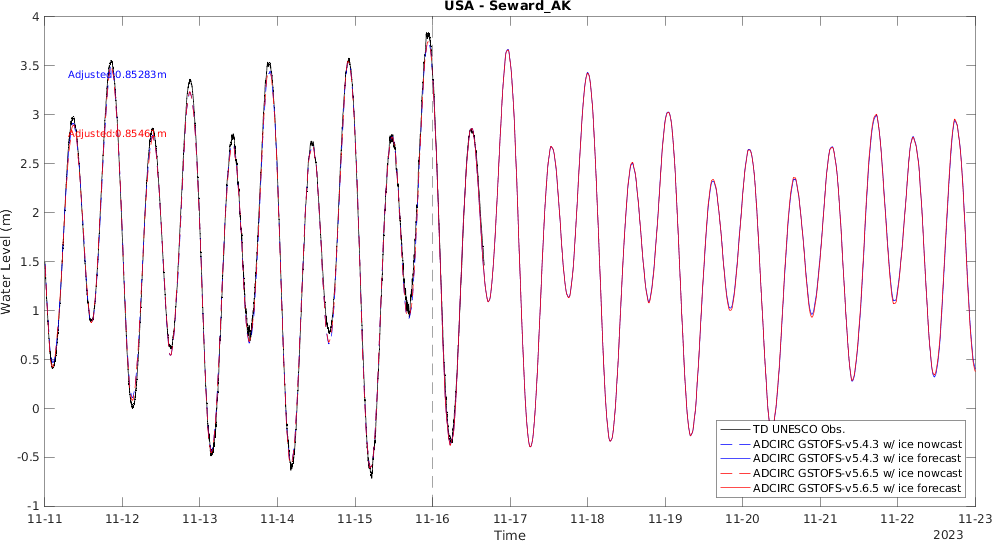 USA - Seward_AK
4
3.5
3
2.5
2
1.5
1
0.5
0
-0.5
-1
Water Level (m)
Adjusted:0.85283m
TD UNESCO Obs.
ADCIRC GSTOFS-v5.4.3 w/ ice nowcast
ADCIRC GSTOFS-v5.4.3 w/ ice forecast
ADCIRC GSTOFS-v5.6.5 w/ ice nowcast
ADCIRC GSTOFS-v5.6.5 w/ ice forecast
11-11 11-12 11-13 11-14 11-15 11-16 11-17 11-18 11-19 11-20 11-21 11-22 11-23
Time
2023